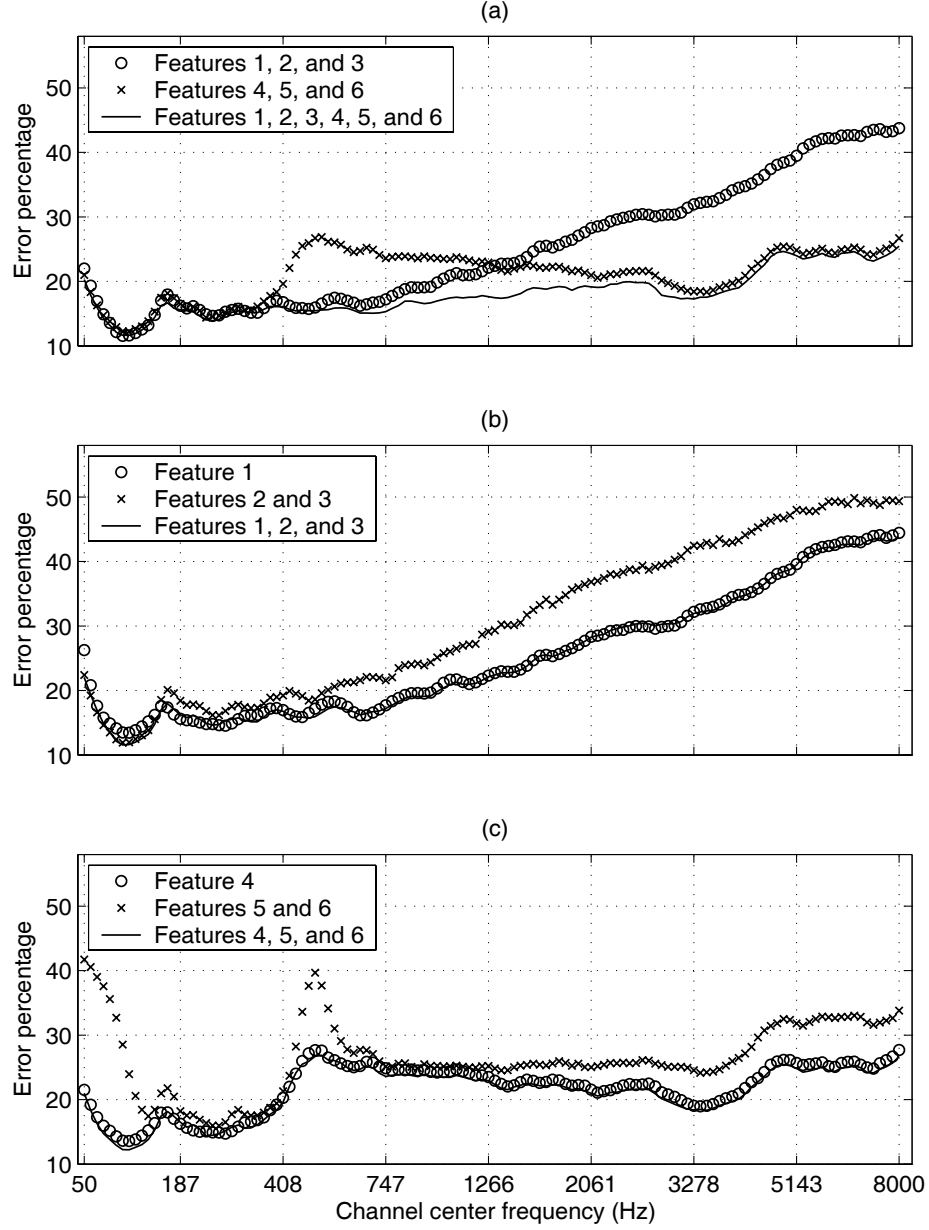 (a)
Features 1, 2, and 3
Features 4, 5, and 6
Features 1, 2, 3, 4, 5, and 6
Error percentage
50
40
30
20
10
(b)
Feature 1
Features 2 and 3
Features 1, 2, and 3
Error percentage
50
40
30
20
10
(c)
Feature 4
Features 5 and 6
Features 4, 5, and 6
Error percentage
50
40
30
20
10
50 187 408 747 1266 2061 3278 5143 8000
Channel center frequency (Hz)